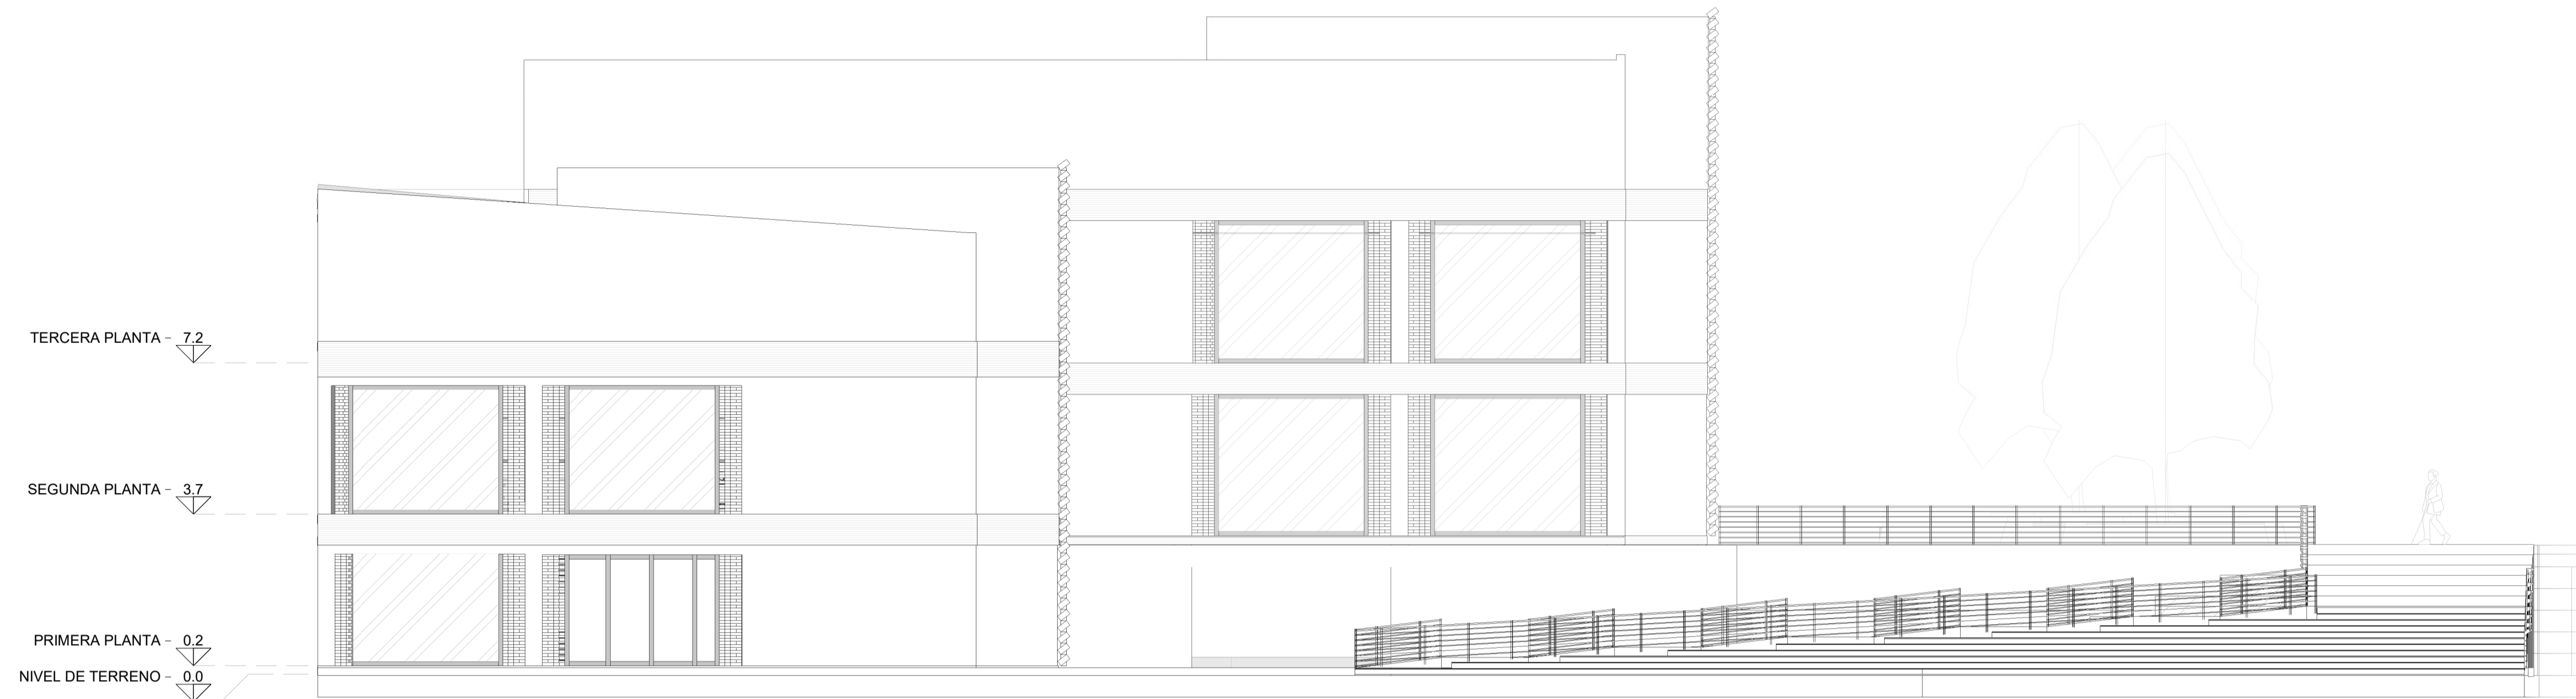 TERCERA PLANTA - 7.2
SEGUNDA PLANTA - 3.7
PRIMERA PLANTA - 0.2
NIVEL DE TERRENO - 0.0